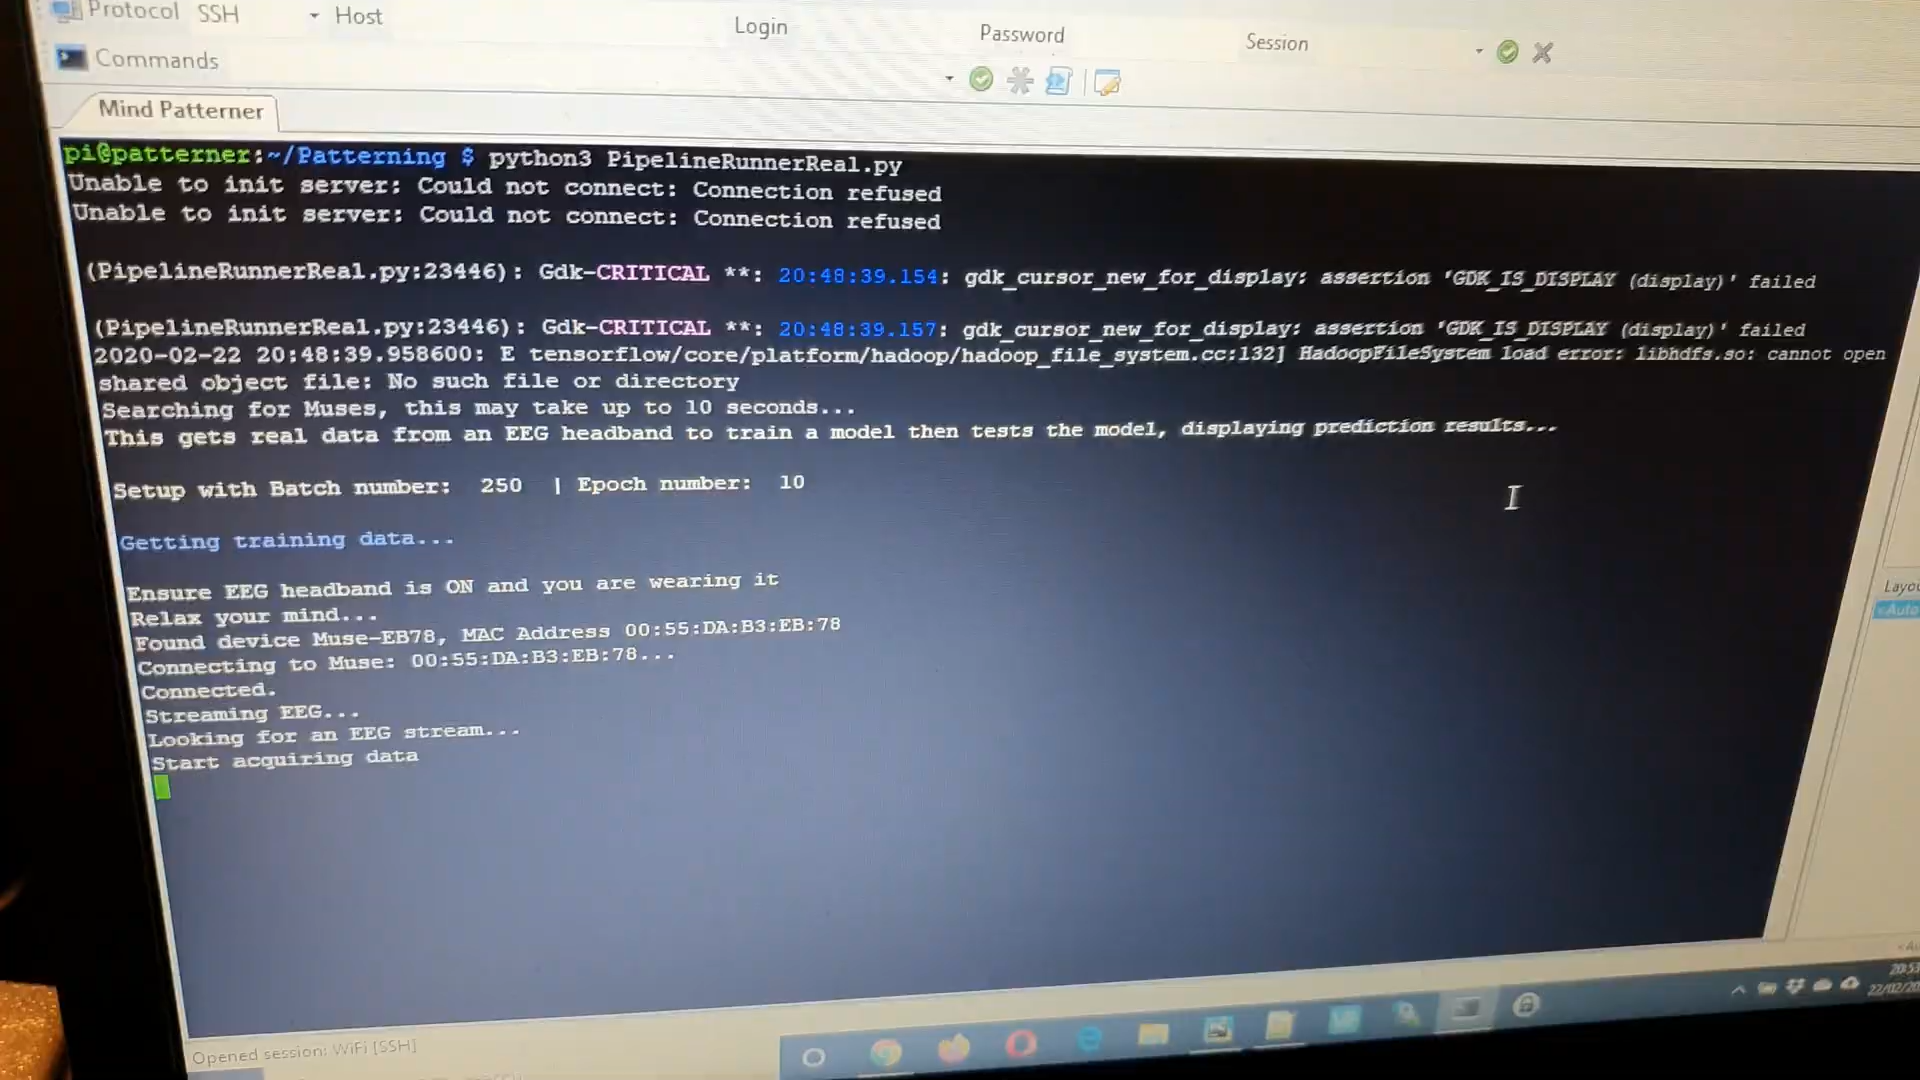 Protocol SSH Host Login Password Session
Commands
Mind Patterner
pi@patterner:~/Patterning $ python3 PipelineRunnerReal.py
Unable to init server: Could not connect: Connection refused
Unable to init server: Could not connect: Connection refused
(PipelineRunnerReal.py:23446): Gdk-CRITICAL **: 20:48:39.154: gdk_cursor_new_for_display: assertion 'GDK_IS_DISPLAY (display)' failed
(PipelineRunnerReal.py:23446): Gdk-CRITICAL **: 20:48:39.157: gdk_cursor_new_for_display: assertion 'GDK_IS_DISPLAY (display)' failed
2020-02-22 20:48:39.958600: E tensorflow/core/platform/hadoop/hadoop_file_system.cc:132] HadoopFileSystem load error: libhdfs.so: cannot open
shared object file: No such file or directory
Searching for Muses, this may take up to 10 seconds...
This gets real data from an EEG headband to train a model then tests the model, displaying prediction results...
Setup with Batch number: 250 | Epoch number: 10
Getting training data...
Ensure EEG headband is ON and you are wearing it
Relax your mind...
Found device Muse-EB78, MAC Address 00:55:DA:B3:EB:78
Connecting to Muse: 00:55:DA:B3:EB:78...
Connected.
Streaming EEG...
Looking for an EEG stream...
Start acquiring data
Layou
<Auto
20:53
22/02/20
Opened session: WiFi [SSH]